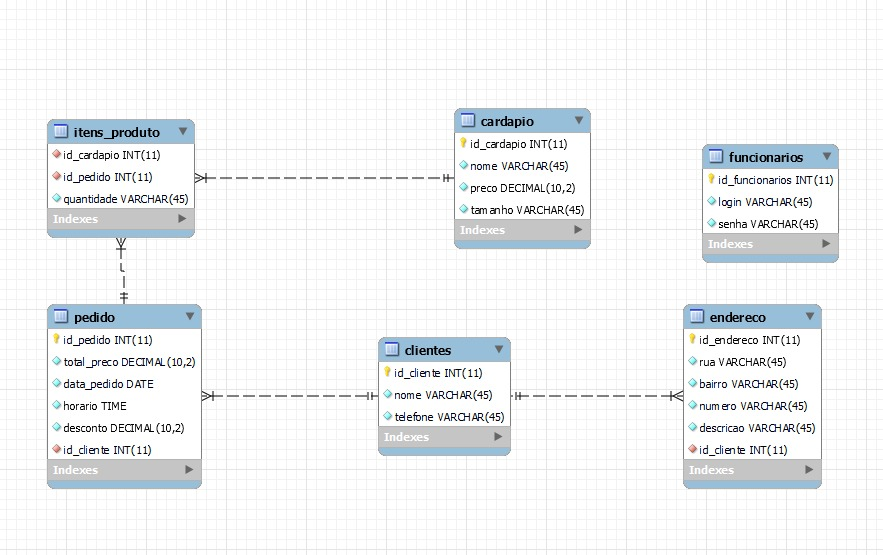 itens_produto
id_cardapio INT(11)
id_pedido INT(11)
quantidade VARCHAR(45)
Indexes
cardapio
id_cardapio INT(11)
nome VARCHAR(45)
preco DECIMAL(10,2)
tamanho VARCHAR(45)
Indexes
funcionarios
id_funcionarios INT(11)
login VARCHAR(45)
senha VARCHAR(45)
Indexes
pedido
id_pedido INT(11)
total_preco DECIMAL(10,2)
data_pedido DATE
horario TIME
desconto DECIMAL(10,2)
id_cliente INT(11)
Indexes
clientes
id_cliente INT(11)
nome VARCHAR(45)
telefone VARCHAR(45)
Indexes
endereco
id_endereco INT(11)
rua VARCHAR(45)
bairro VARCHAR(45)
numero VARCHAR(45)
descricao VARCHAR(45)
id_cliente INT(11)
Indexes